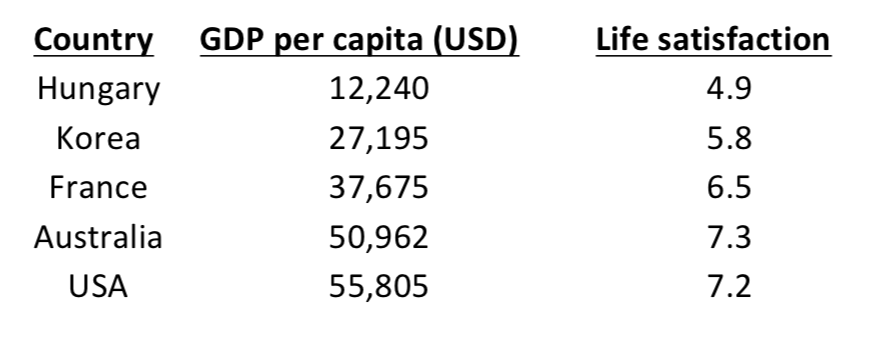 Country GDP per capita (USD) Life satisfaction
Hungary 12,240 4.9
Korea 27,195 5.8
France 37,675 6.5
Australia 50,962 7.3
USA 55,805 7.2